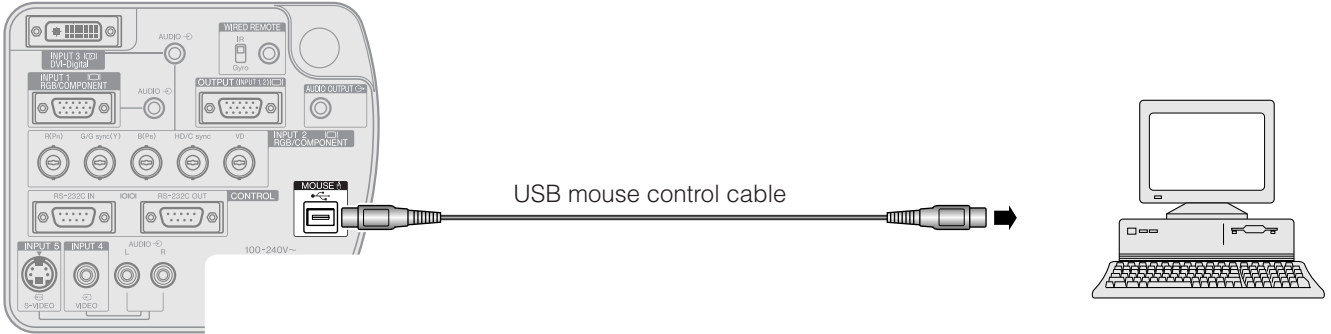 WIRED REMOTE
AUDIO
IR
Gyro
INPUT 3
DVI-Digital
INPUT 1
RGB/COMPONENT
AUDIO
OUTPUT (INPUT 1,2)
AUDIO OUTPUT
R(PR) G/G sync(Y) B(PB) HD/C sync VD
INPUT 2
RGB/COMPONENT
RS-232C IN IOIOI RS-232C OUT CONTROL
MOUSE
USB mouse control cable
INPUT 5 INPUT 4 AUDIO
L R
100-240V~
S-VIDEO VIDEO